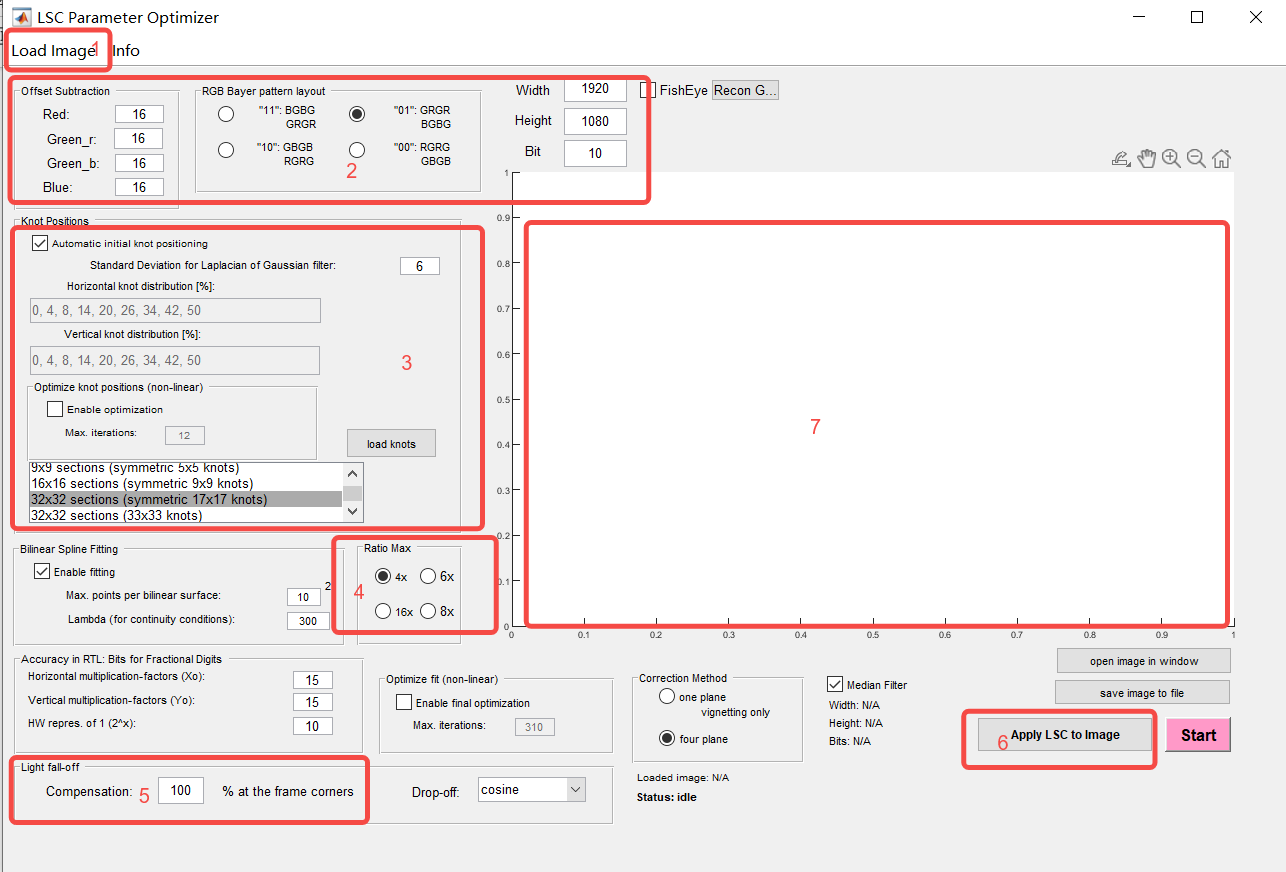 LSC Parameter Optimizer
Load Image 1 Info
Offset Subtraction
Red: 16
Green_r: 16
Green_b: 16
Blue: 16
RGB Bayer pattern layout
"11": BGBG
GRGR
"01": GRGR
BGBG
"10": GBGB
RGRG
"00": RGRG
GBGB
2
Width 1920
Height 1080
Bit 10
FishEye Recon G...
Knot Positions
Automatic initial knot positioning
Standard Deviation for Laplacian of Gaussian filter: 6
Horizontal knot distribution [%]:
0, 4, 8, 14, 20, 26, 34, 42, 50
Vertical knot distribution [%]:
0, 4, 8, 14, 20, 26, 34, 42, 50
3
Optimize knot positions (non-linear)
Enable optimization
Max. iterations: 12
load knots
9x9 sections (symmetric 5x5 knots)
16x16 sections (symmetric 9x9 knots)
32x32 sections (symmetric 17x17 knots)
32x32 sections (33x33 knots)
1
0.9
0.8
0.7
0.6
0.5
0.4
0.3
0.2
0.1
0
7
0 0.1 0.2 0.3 0.4 0.5 0.6 0.7 0.8 0.9 1
Bilinear Spline Fitting
Enable fitting
Max. points per bilinear surface: 10 2
Lambda (for continuity conditions): 300
Ratio Max
4x 6x
4
16x 8x
Accuracy in RTL: Bits for Fractional Digits
Horizontal multiplication-factors (Xo): 15
Vertical multiplication-factors (Yo): 15
HW repres. of 1 (2^x): 10
Optimize fit (non-linear)
Enable final optimization
Max. iterations: 310
Correction Method
one plane
vignetting only
four plane
Median Filter
Width: N/A
Height: N/A
Bits: N/A
open image in window
save image to file
6 Apply LSC to Image
Start
Light fall-off
Compensation: 5 100 % at the frame corners
Drop-off: cosine
Loaded image: N/A
Status: idle